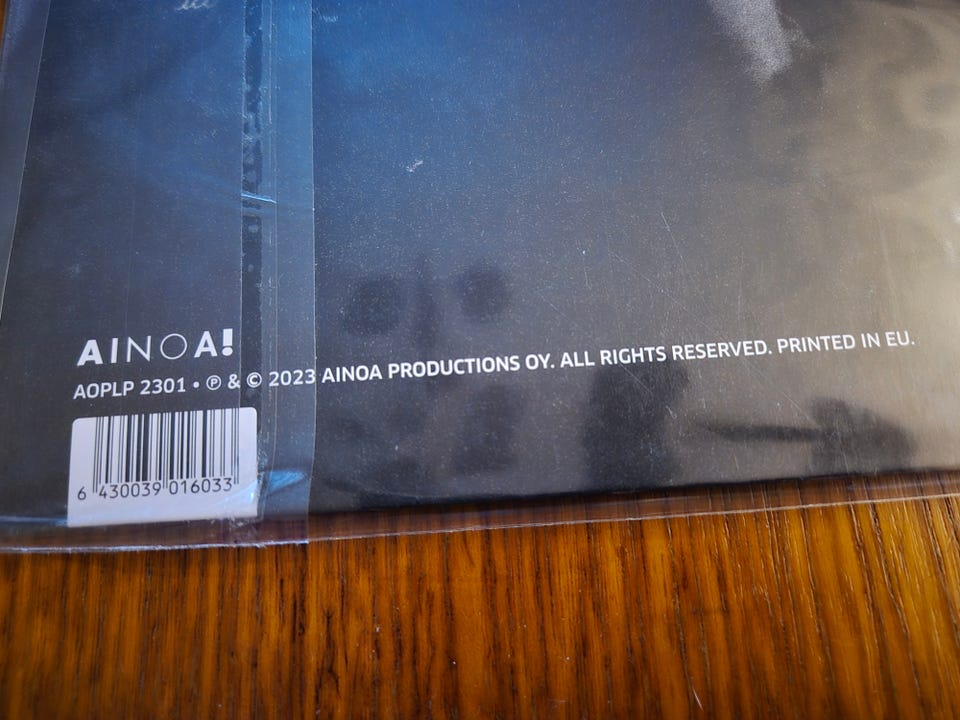 AINOA!
AOPLP 2301 • ℗ & © 2023 AINOA PRODUCTIONS OY. ALL RIGHTS RESERVED. PRINTED IN EU.
6 430039 016033